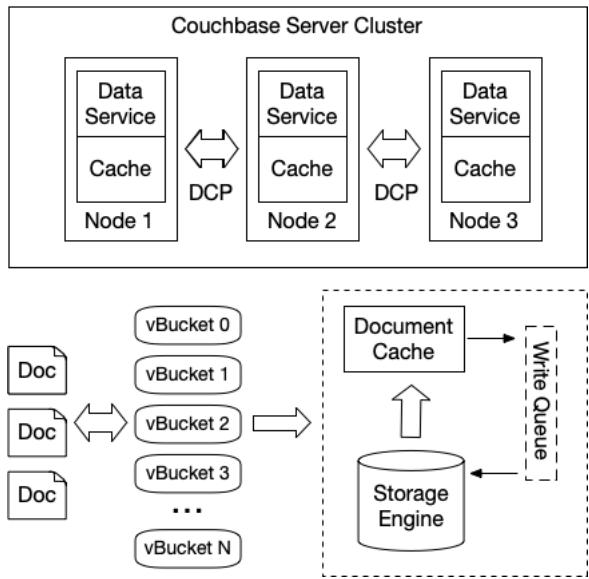 Couchbase Server Cluster
Data
Service
Cache
Node 1
DCP
Data
Service
Cache
Node 2
DCP
Data
Service
Cache
Node 3
Doc
Doc
Doc
vBucket 0
vBucket 1
vBucket 2
vBucket 3
...
vBucket N
Document
Cache
Write Queue
Storage
Engine